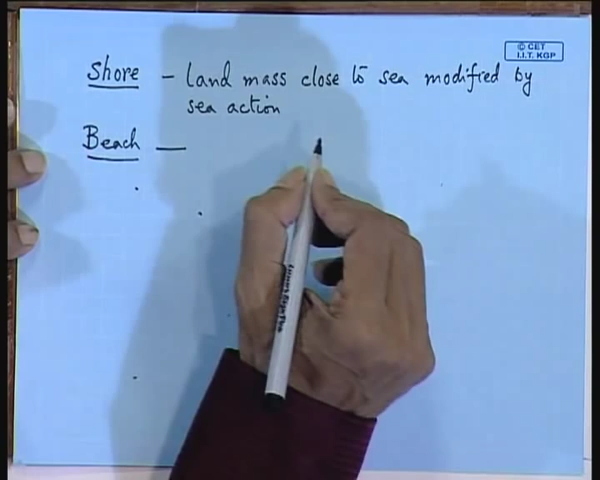 © CET
I.I.T. KGP
Shore - land mass close to sea modified by
sea action
Beach —